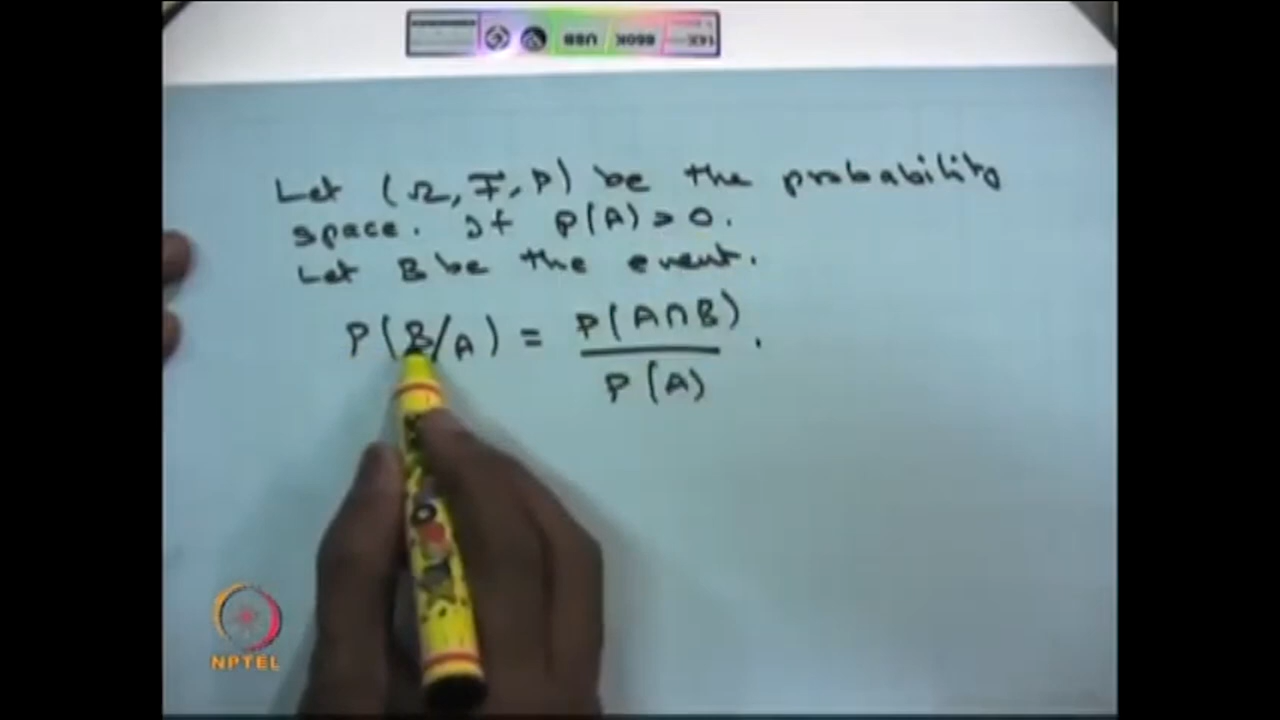 Let (Ω, F, P) be the probability
space. If P(A) > 0.
Let B be the event.
P(B/A) = P(A∩B) / P(A) .
NPTEL